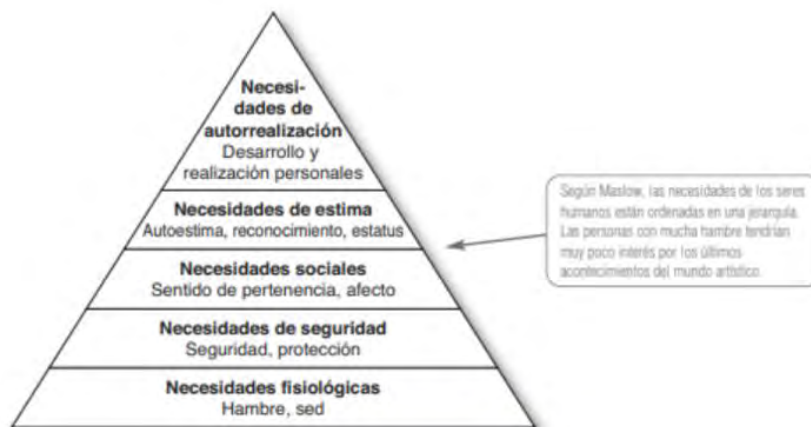 Necesi-
dades de
autorrealización
Desarrollo y
realización personales
Necesidades de estima
Autoestima, reconocimiento, estatus
Necesidades sociales
Sentido de pertenencia, afecto
Necesidades de seguridad
Seguridad, protección
Necesidades fisiológicas
Hambre, sed
Según Maslow, las necesidades de los seres
humanos están ordenadas en una jerarquía.
Las personas con mucha hambre tendrían
muy poco interés por los últimos
acontecimientos del mundo artístico.